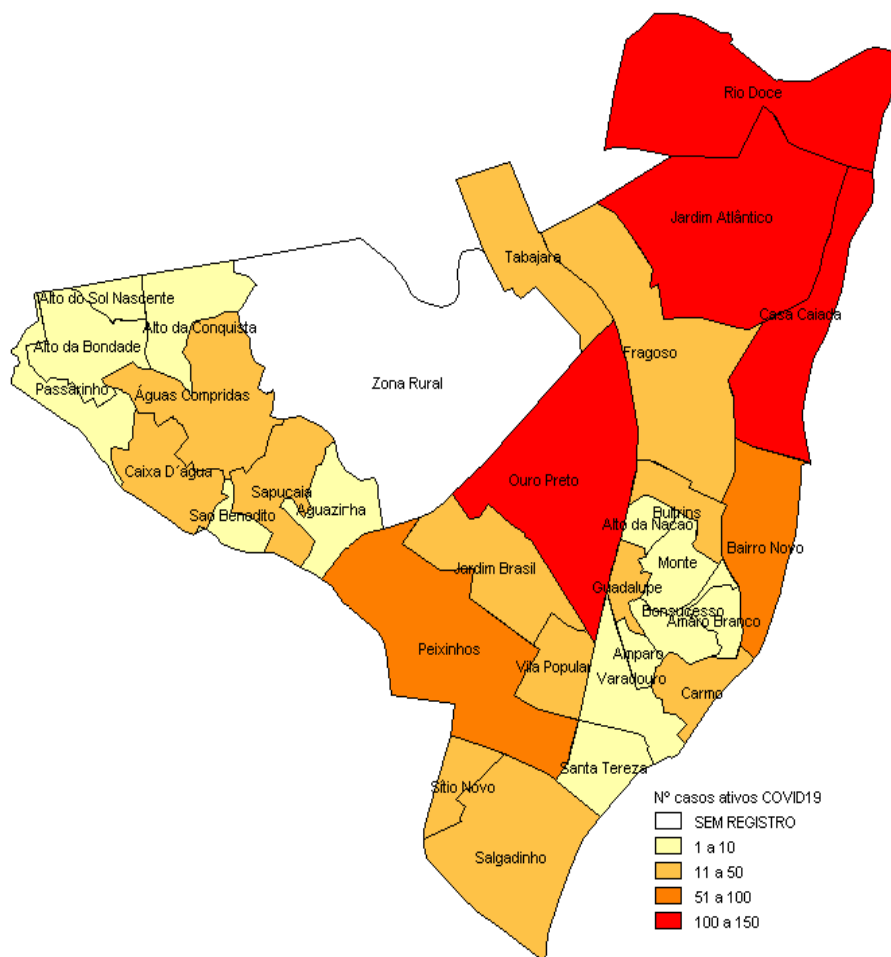 Rio Doce
Jardim Atlântico
Tabajara
Alto do Sol Nascente
Casa Caiada
Alto da Conquista
Alto da Bondade
Fragoso
Zona Rural
Passarinho
Águas Compridas
Caixa D´agua
Ouro Preto
Sapucaia
Aguazinha
Sao Benedito
Bultrins
Alto da Nacao
Bairro Novo
Monte
Jardim Brasil
Guadalupe
Bonsucesso
Amaro Branco
Peixinhos
Amparo
Vila Popular
Varadouro
Carmo
Santa Tereza
Sítio Novo
Salgadinho
Nº casos ativos COVID19
SEM REGISTRO
1 a 10
11 a 50
51 a 100
100 a 150